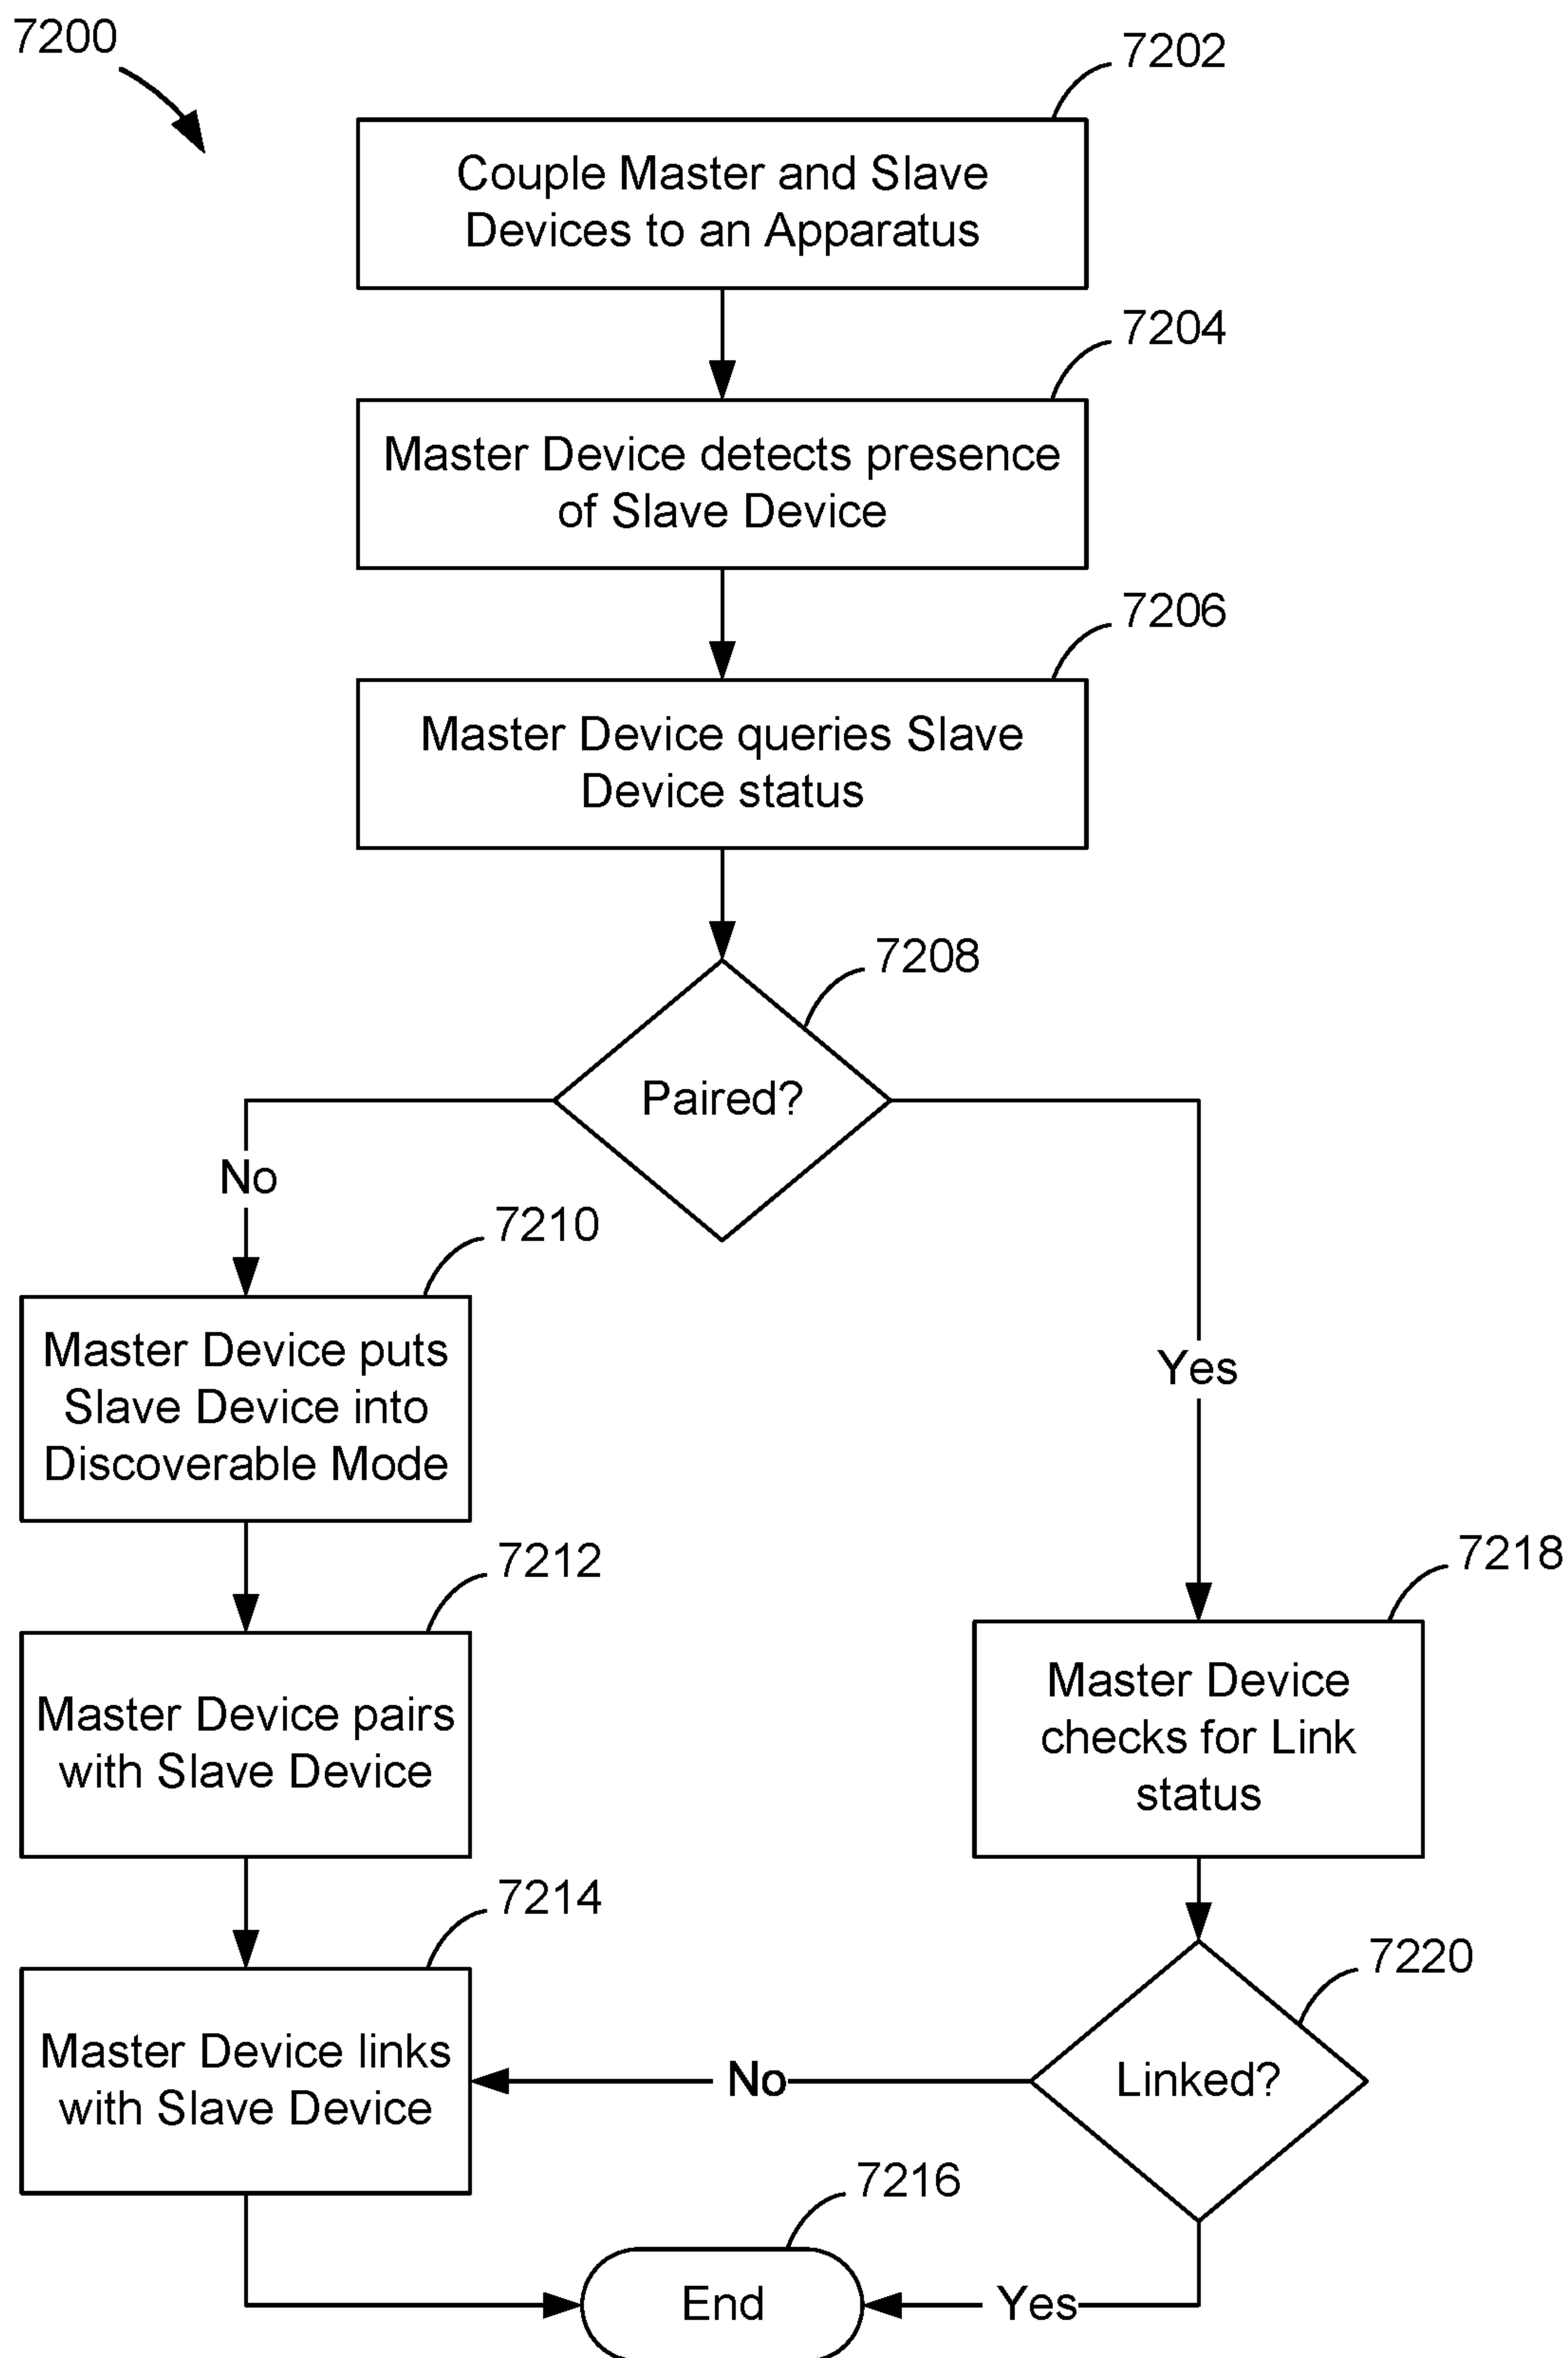 7200
7202
Couple Master and Slave
Devices to an Apparatus
7204
Master Device detects presence
of Slave Device
7206
Master Device queries Slave
Device status
7208
Paired?
No
Yes
7210
Master Device puts
Slave Device into
Discoverable Mode
7212
Master Device pairs
with Slave Device
7218
Master Device
checks for Link
status
7214
Master Device links
with Slave Device
7220
Linked?
No
7216
End
Yes